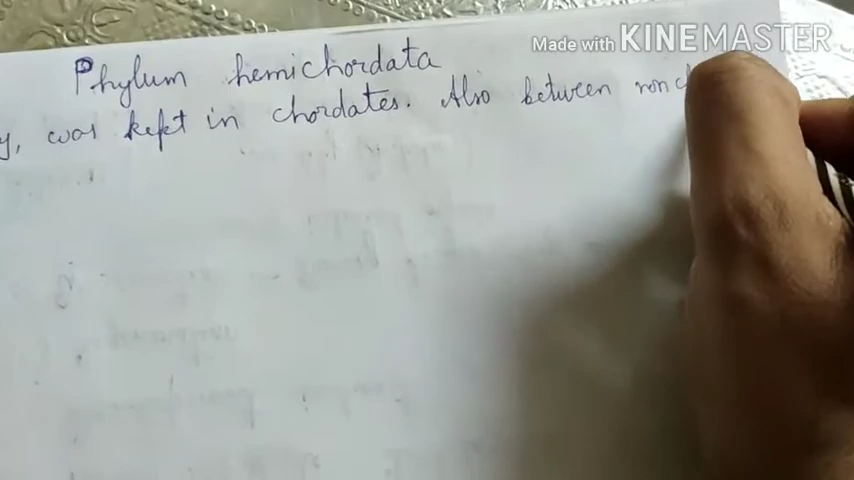 Made with KINEMASTER
Phylum hemichordata
y, was kept in chordates. Also between non